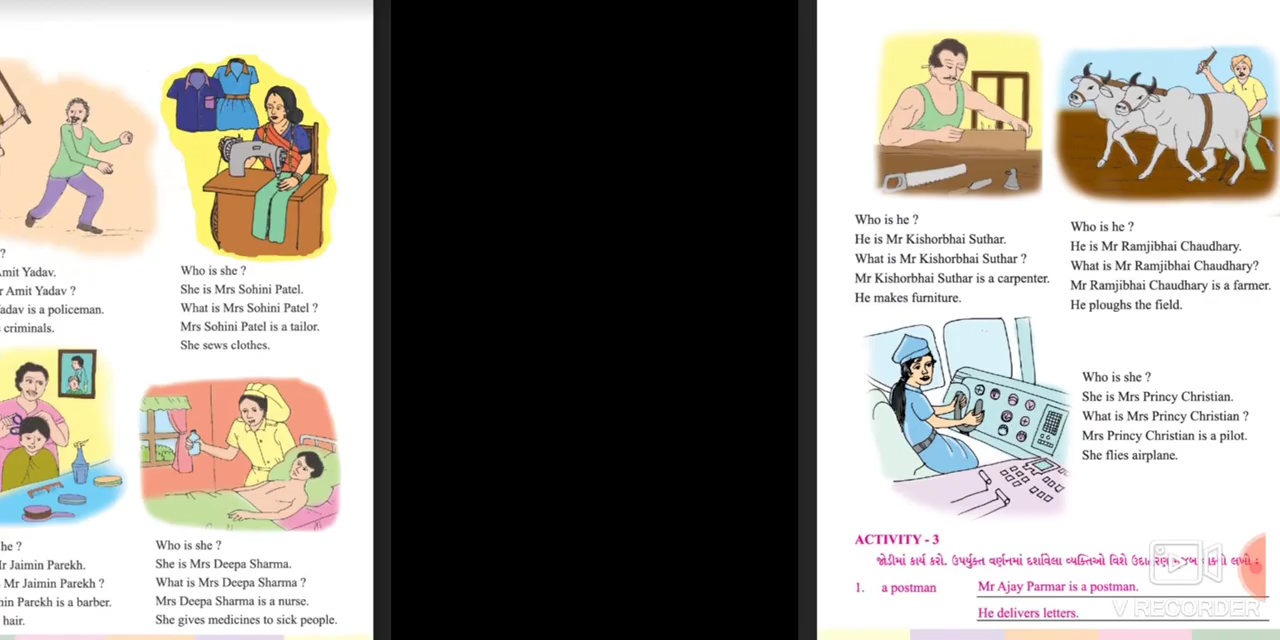 ?
Amit Yadav.
r Amit Yadav ?
Yadav is a policeman.
criminals.
Who is she ?
She is Mrs Sohini Patel.
What is Mrs Sohini Patel ?
Mrs Sohini Patel is a tailor.
She sews clothes.
he ?
Mr Jaimin Parekh.
Mr Jaimin Parekh ?
min Parekh is a barber.
hair.
Who is she ?
She is Mrs Deepa Sharma.
What is Mrs Deepa Sharma ?
Mrs Deepa Sharma is a nurse.
She gives medicines to sick people.
Who is he ?
He is Mr Kishorbhai Suthar.
What is Mr Kishorbhai Suthar ?
Mr Kishorbhai Suthar is a carpenter.
He makes furniture.
Who is he ?
He is Mr Ramjibhai Chaudhary.
What is Mr Ramjibhai Chaudhary?
Mr Ramjibhai Chaudhary is a farmer.
He ploughs the field.
Who is she ?
She is Mrs Princy Christian.
What is Mrs Princy Christian ?
Mrs Princy Christian is a pilot.
She flies airplane.
ACTIVITY - 3
જોડીમાં કાર્ય કરો. ઉપર્યુક્ત વર્ણનમાં દર્શાવેલા વ્યક્તિઓ વિશે લખો :
1. a postman Mr Ajay Parmar is a postman.
He delivers letters.
V RECORDER